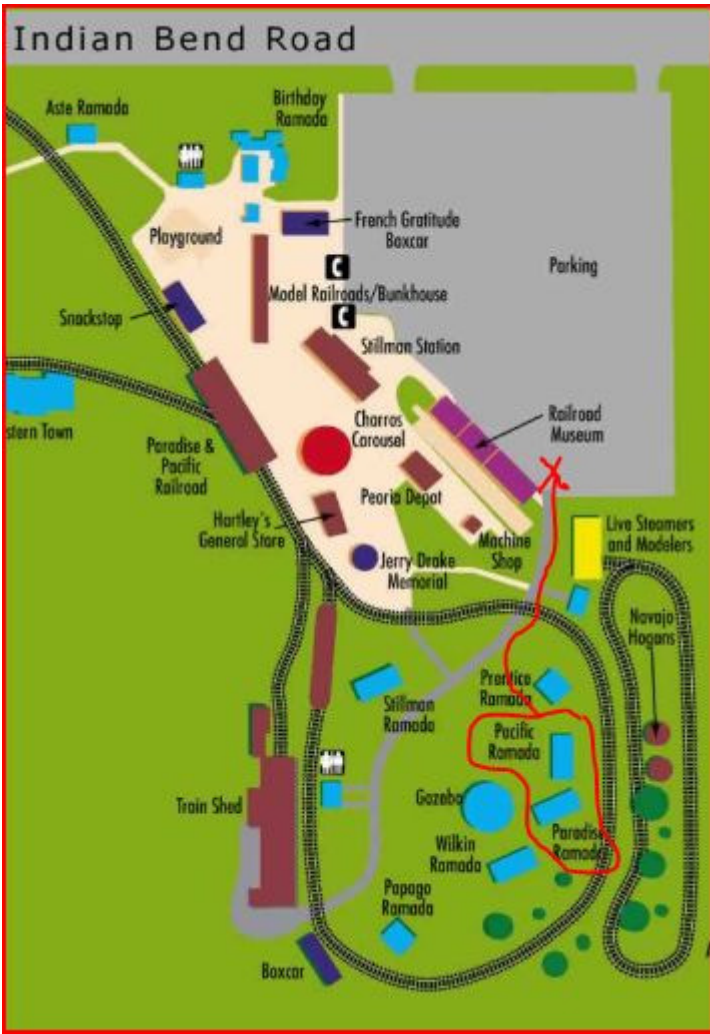 Indian Bend Road
Aste Ramada
Birthday
Ramada
French Gratitude
Boxcar
Playground
Parking
Model Railroads/Bunkhouse
Snackstop
Stillman Station
stern Town
Charros
Carousel
Railroad
Museum
Paradise &
Pacific
Railroad
Peoria Depot
Hartley's
General Store
Machine
Shop
Live Steamers
and Modelers
Jerry Drake
Memorial
Navajo
Hogans
Prentice
Ramada
Stillman
Ramada
Pacific
Ramada
Train Shed
Gazebo
Paradise
Ramada
Wilkin
Ramada
Papago
Ramada
Boxcar